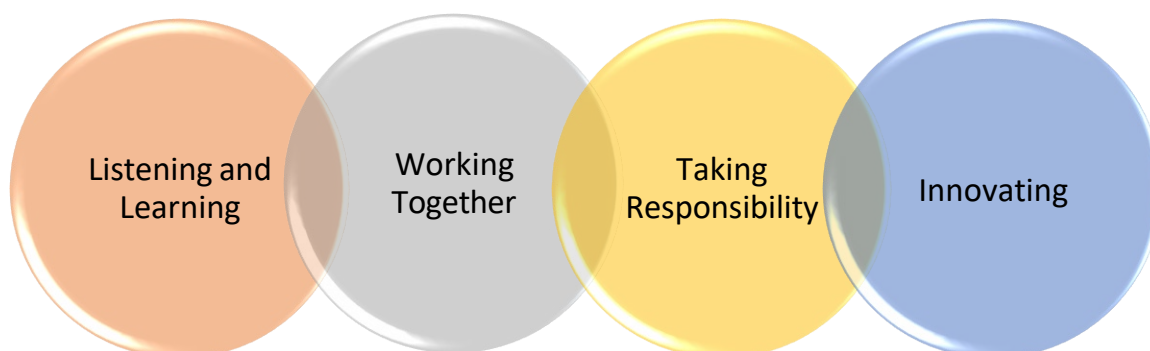 Listening and
Learning
Working
Together
Taking
Responsibility
Innovating